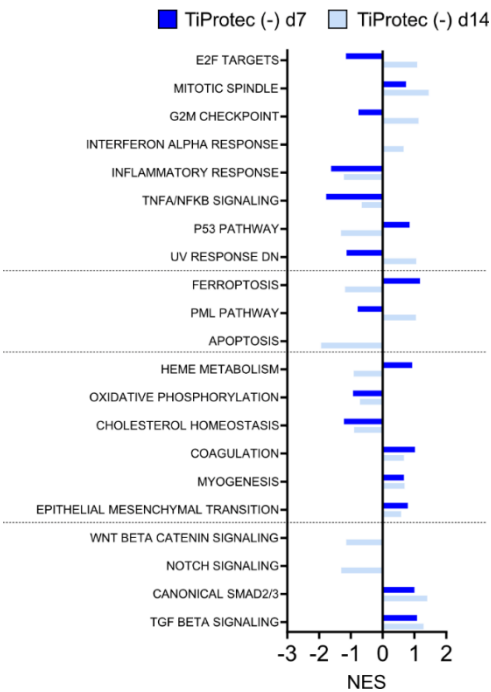 TiProtec (-) d7 TiProtec (-) d14
E2F TARGETS
MITOTIC SPINDLE
G2M CHECKPOINT
INTERFERON ALPHA RESPONSE
INFLAMMATORY RESPONSE
TNFA/NFKB SIGNALING
P53 PATHWAY
UV RESPONSE DN
FERROPTOSIS
PML PATHWAY
APOPTOSIS
HEME METABOLISM
OXIDATIVE PHOSPHORYLATION
CHOLESTEROL HOMEOSTASIS
COAGULATION
MYOGENESIS
EPITHELIAL MESENCHYMAL TRANSITION
WNT BETA CATENIN SIGNALING
NOTCH SIGNALING
CANONICAL SMAD2/3
TGF BETA SIGNALING
-3 -2 -1 0 1 2
NES